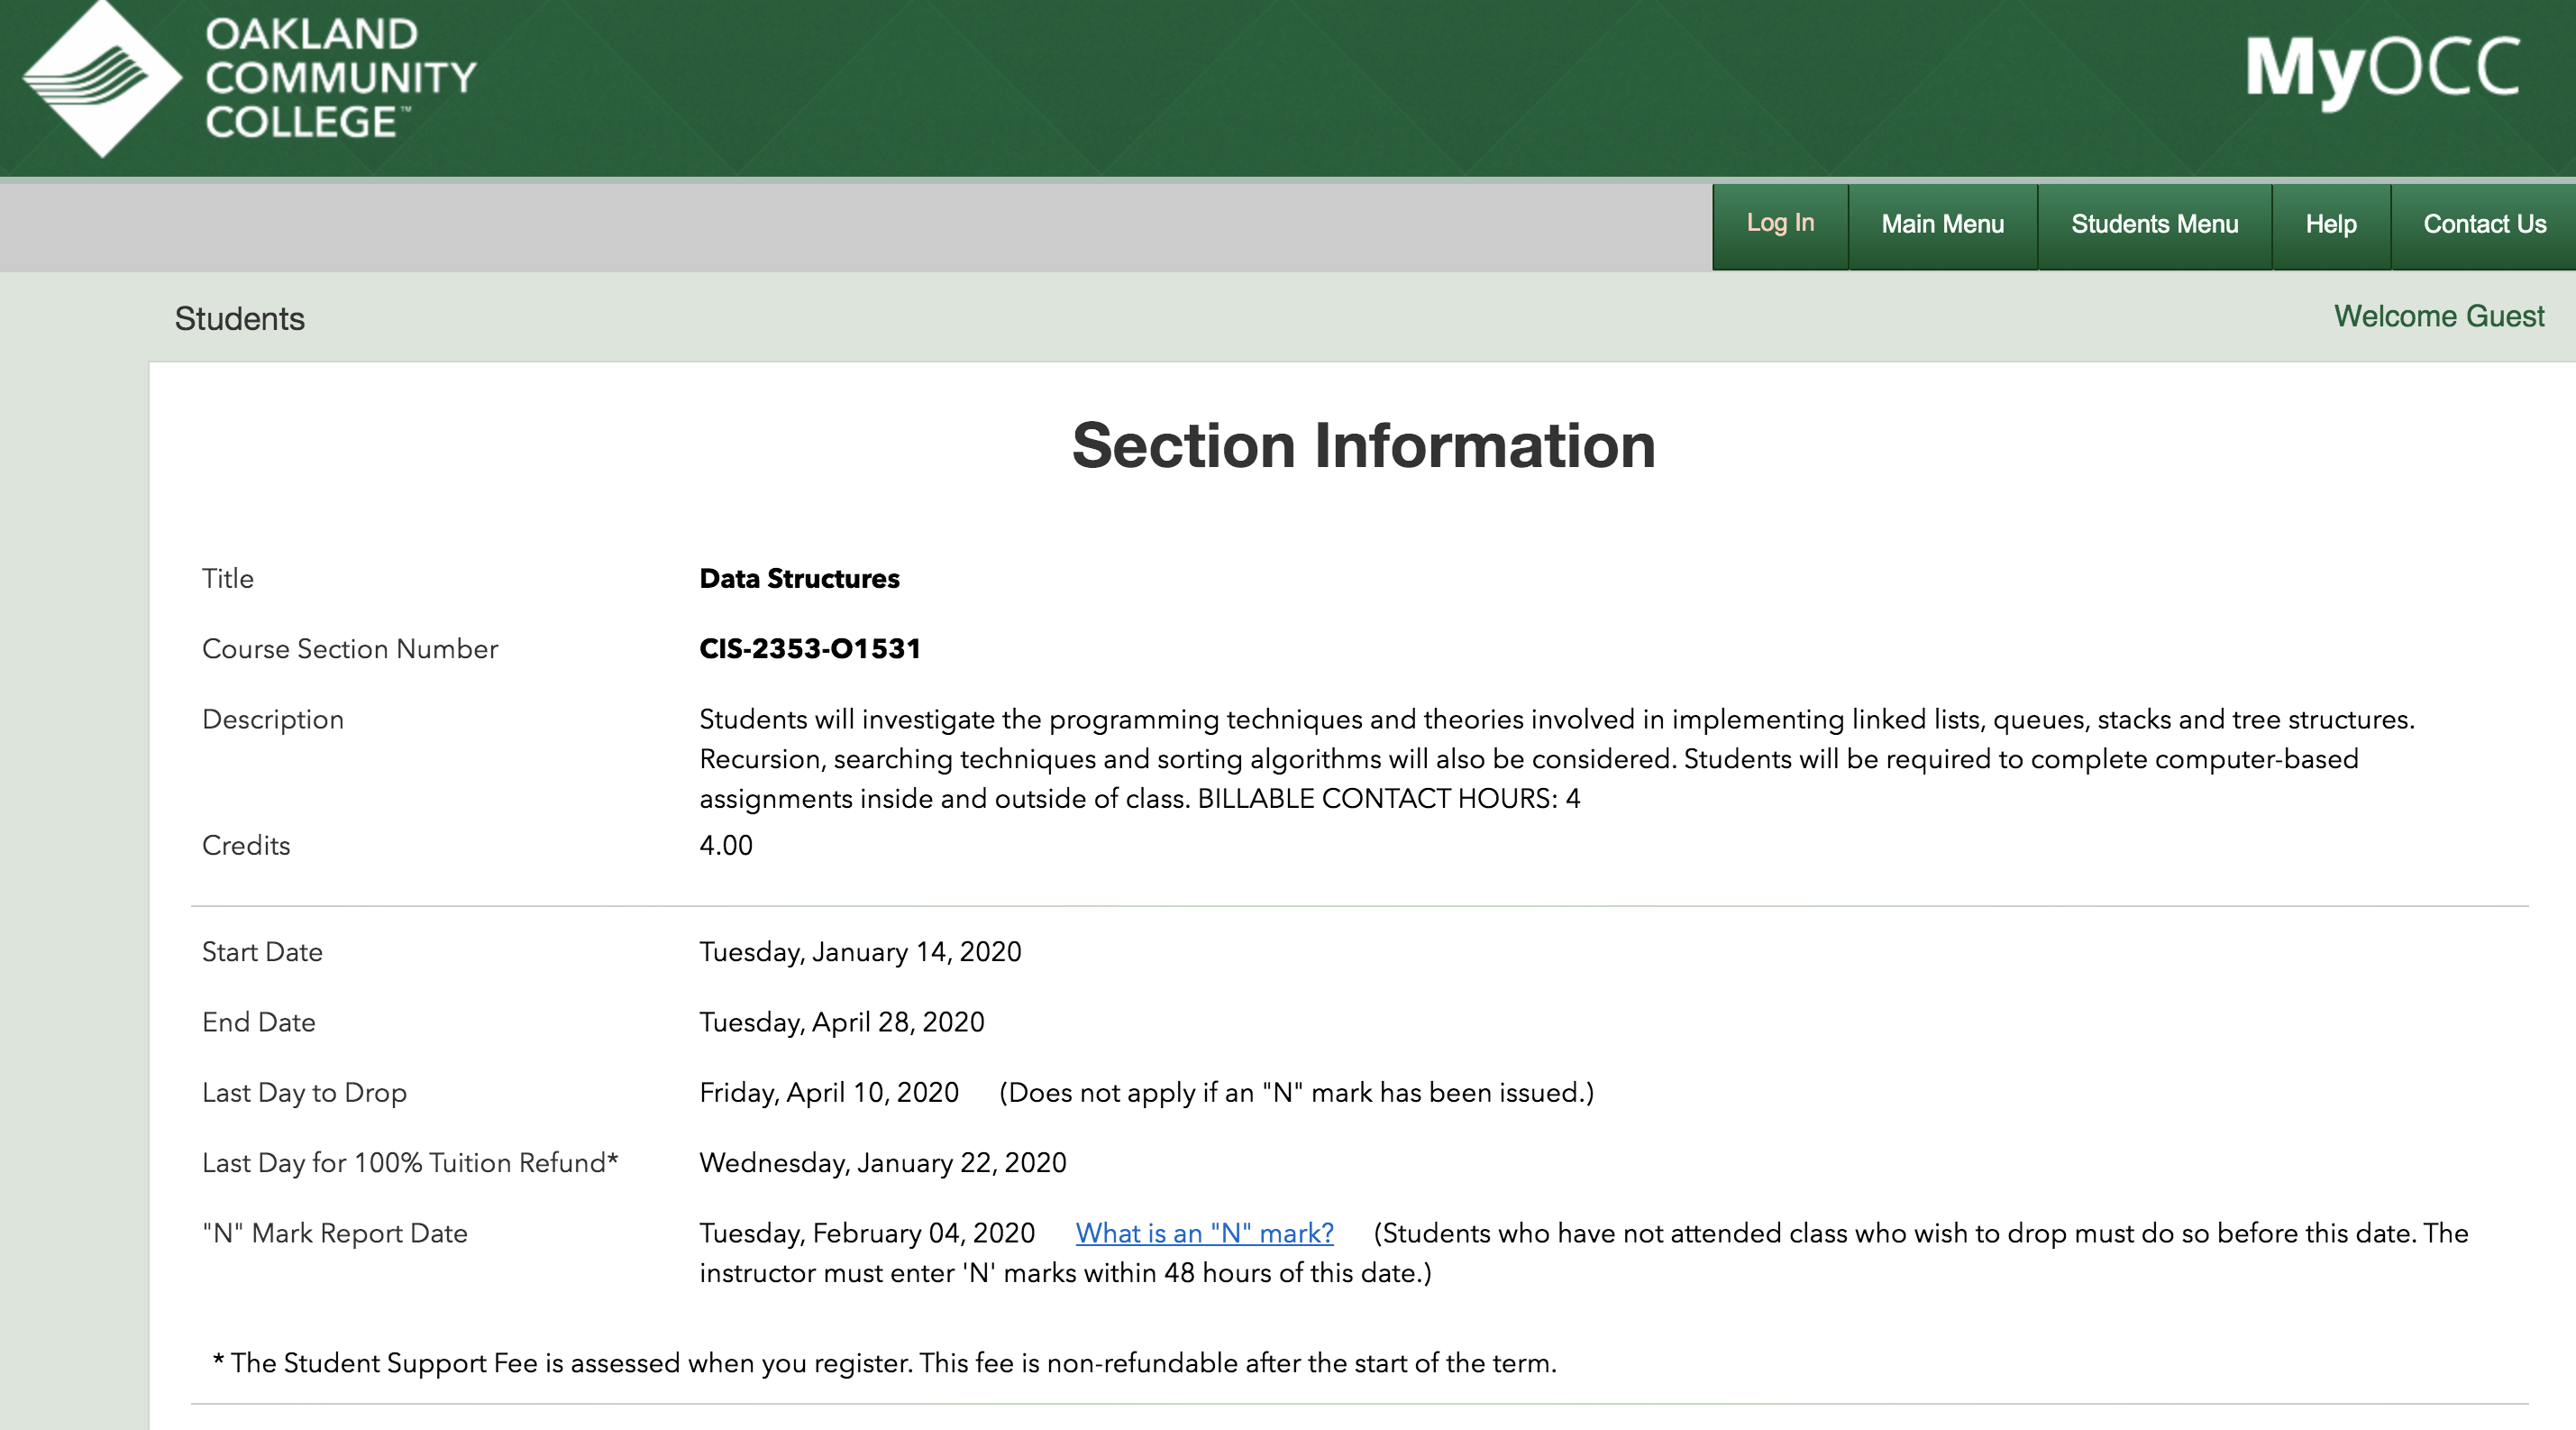 OAKLAND
COMMUNITY
COLLEGE™
MyOCC
Log In
Main Menu
Students Menu
Help
Contact Us
Students
Welcome Guest
Section Information
Title
Data Structures
Course Section Number
CIS-2353-O1531
Description
Students will investigate the programming techniques and theories involved in implementing linked lists, queues, stacks and tree structures.
Recursion, searching techniques and sorting algorithms will also be considered. Students will be required to complete computer-based
assignments inside and outside of class. BILLABLE CONTACT HOURS: 4
Credits
4.00
Start Date
Tuesday, January 14, 2020
End Date
Tuesday, April 28, 2020
Last Day to Drop
Friday, April 10, 2020 (Does not apply if an "N" mark has been issued.)
Last Day for 100% Tuition Refund*
Wednesday, January 22, 2020
"N" Mark Report Date
Tuesday, February 04, 2020 What is an "N" mark? (Students who have not attended class who wish to drop must do so before this date. The
instructor must enter 'N' marks within 48 hours of this date.)
* The Student Support Fee is assessed when you register. This fee is non-refundable after the start of the term.